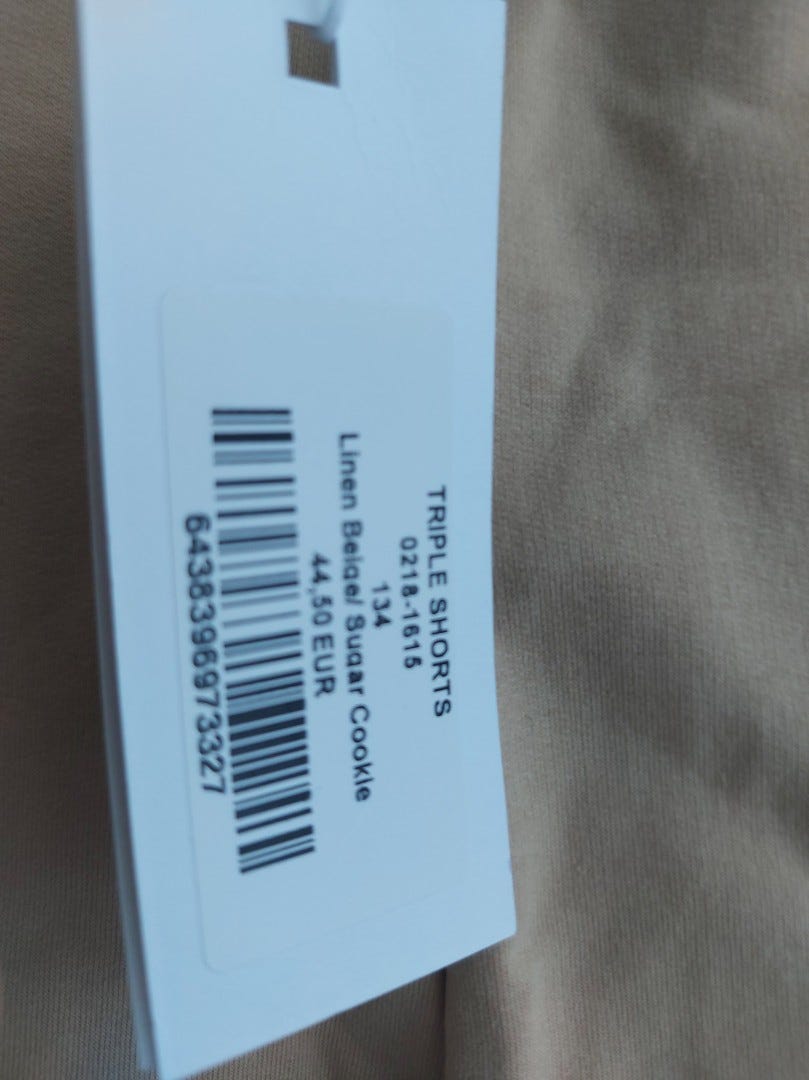 TRIPLE SHORTS
0218-1615
134
Linen Beige/ Sugar Cookie
44,50 EUR
6438396973327